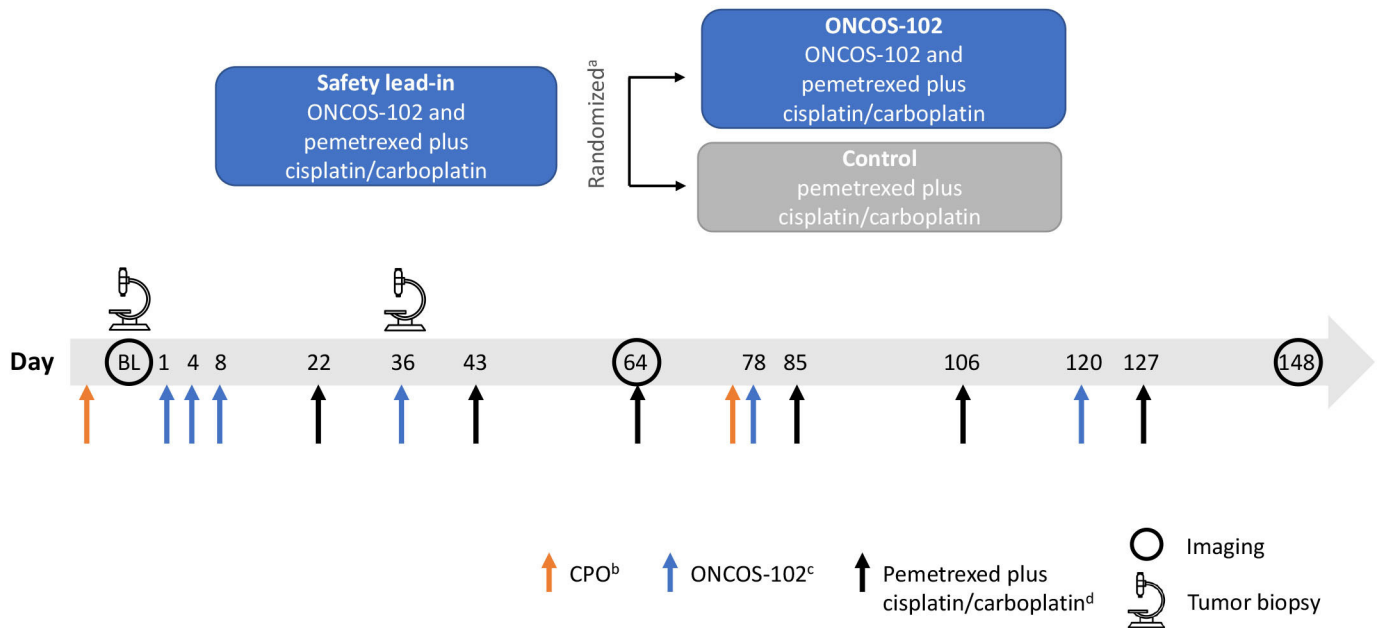 Safety lead-in
ONCOS-102 and
pemetrexed plus
cisplatin/carboplatin
Randomizedᵃ
ONCOS-102
ONCOS-102 and
pemetrexed plus
cisplatin/carboplatin
Control
pemetrexed plus
cisplatin/carboplatin
Day BL 1 4 8 22 36 43 64 78 85 106 120 127 148
CPOᵇ
ONCOS-102ᶜ
Pemetrexed plus
cisplatin/carboplatinᵈ
Imaging
Tumor biopsy